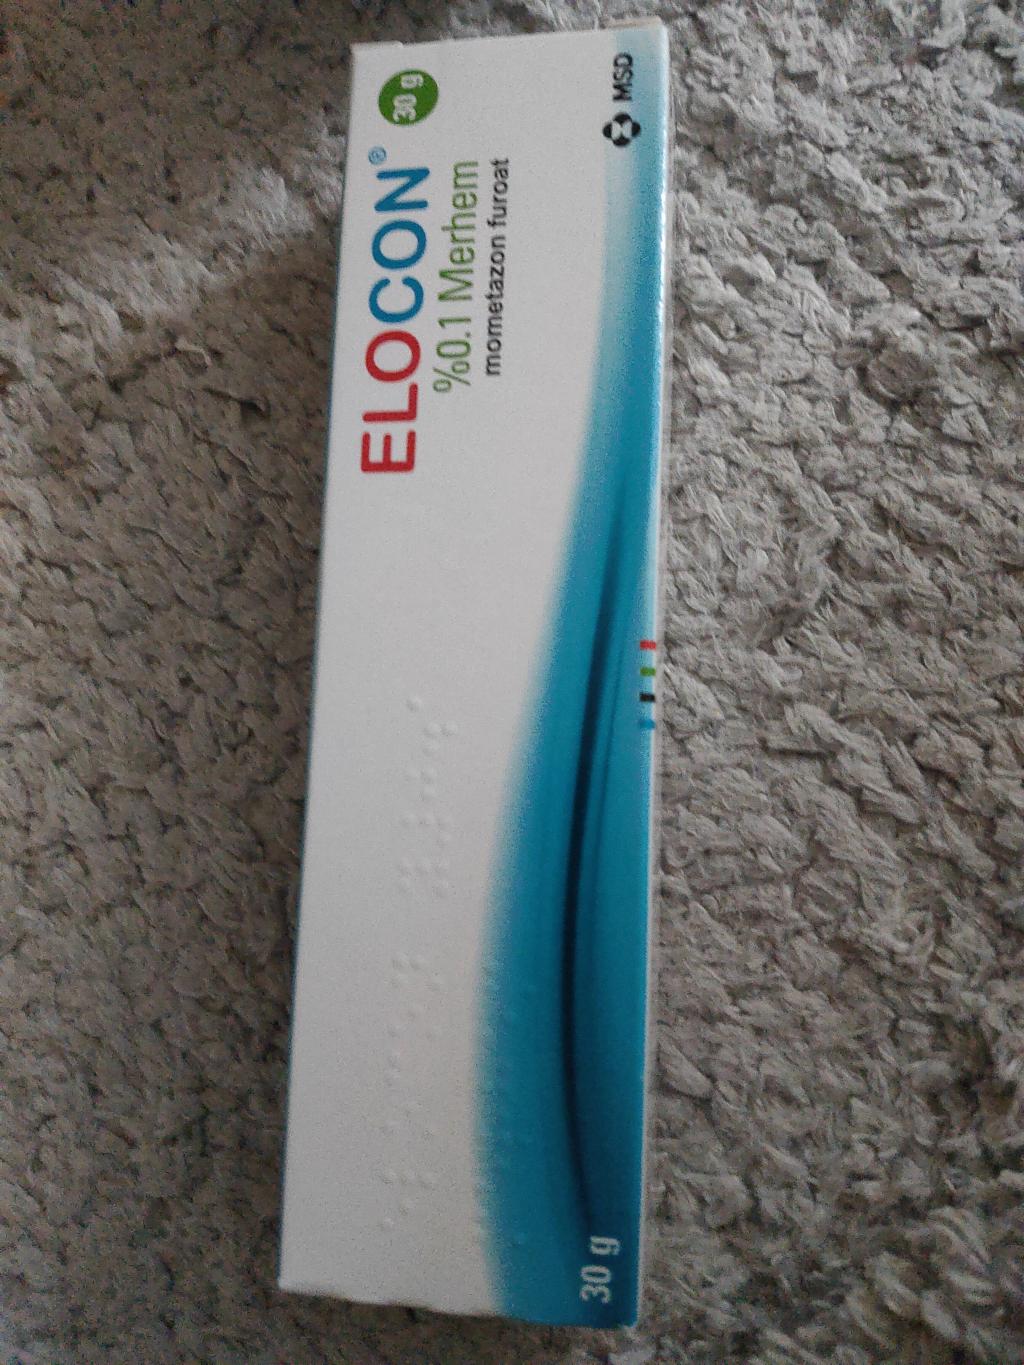 ELOCON® 30 g
%0.1 Merhem
mometazon furoat
MSD
30 g